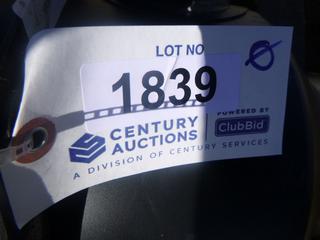 LOT NO
1839
CENTURY
AUCTIONS
POWERED BY
ClubBid
A DIVISION OF CENTURY SERVICES